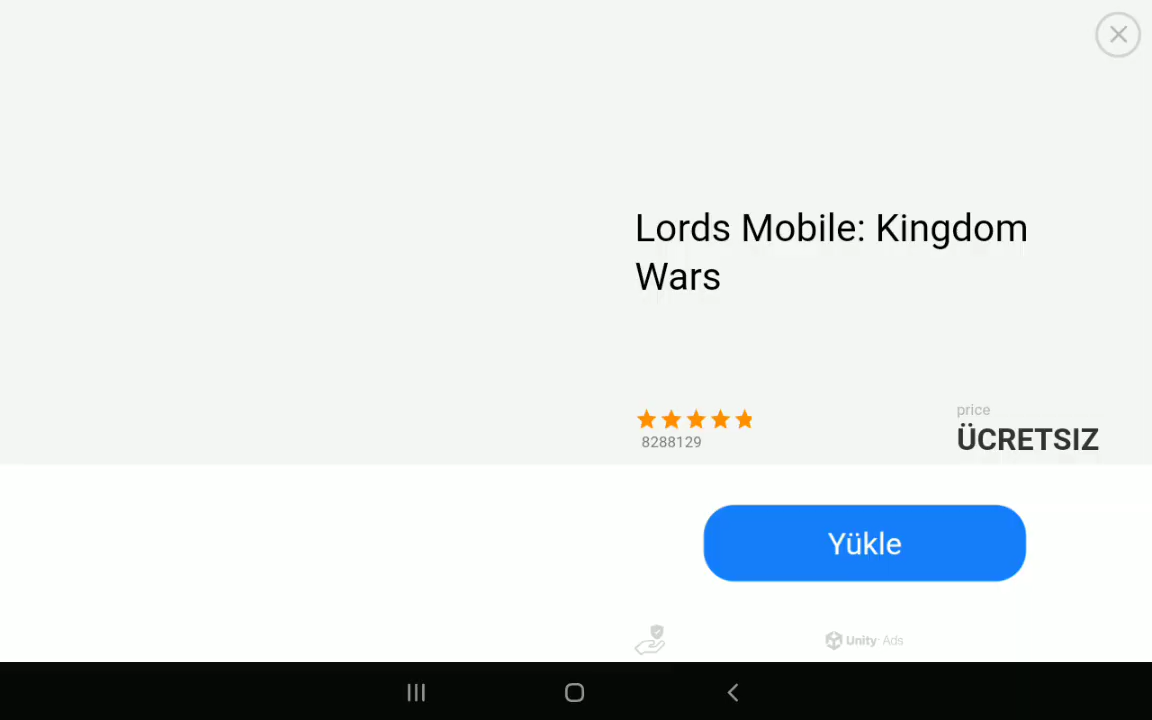 Lords Mobile: Kingdom
Wars
8288129
price
ÜCRETSIZ
Yükle
Unity Ads